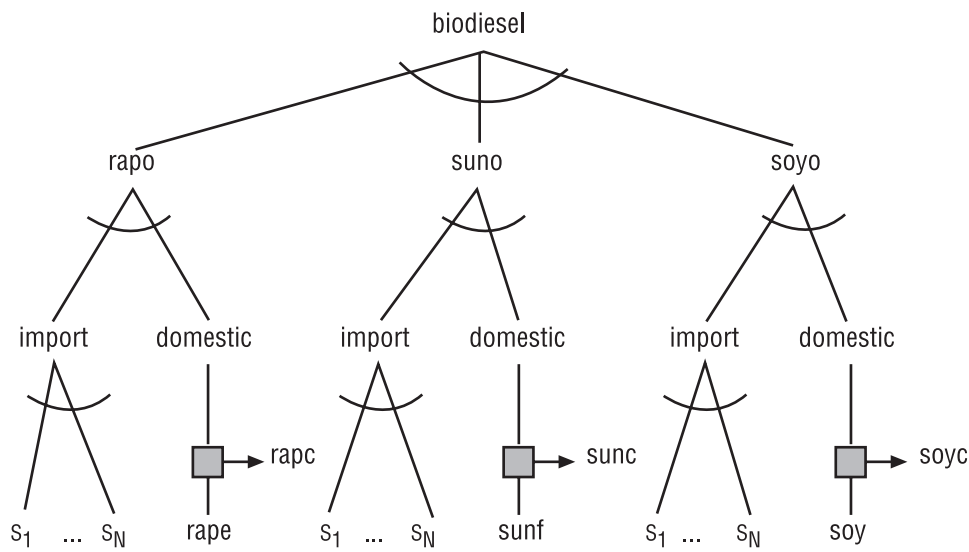 biodiesel
rapo suno soyo
import domestic import domestic import domestic
rapc sunc soyc
s1 ... sN rape s1 ... sN sunf s1 ... sN soy